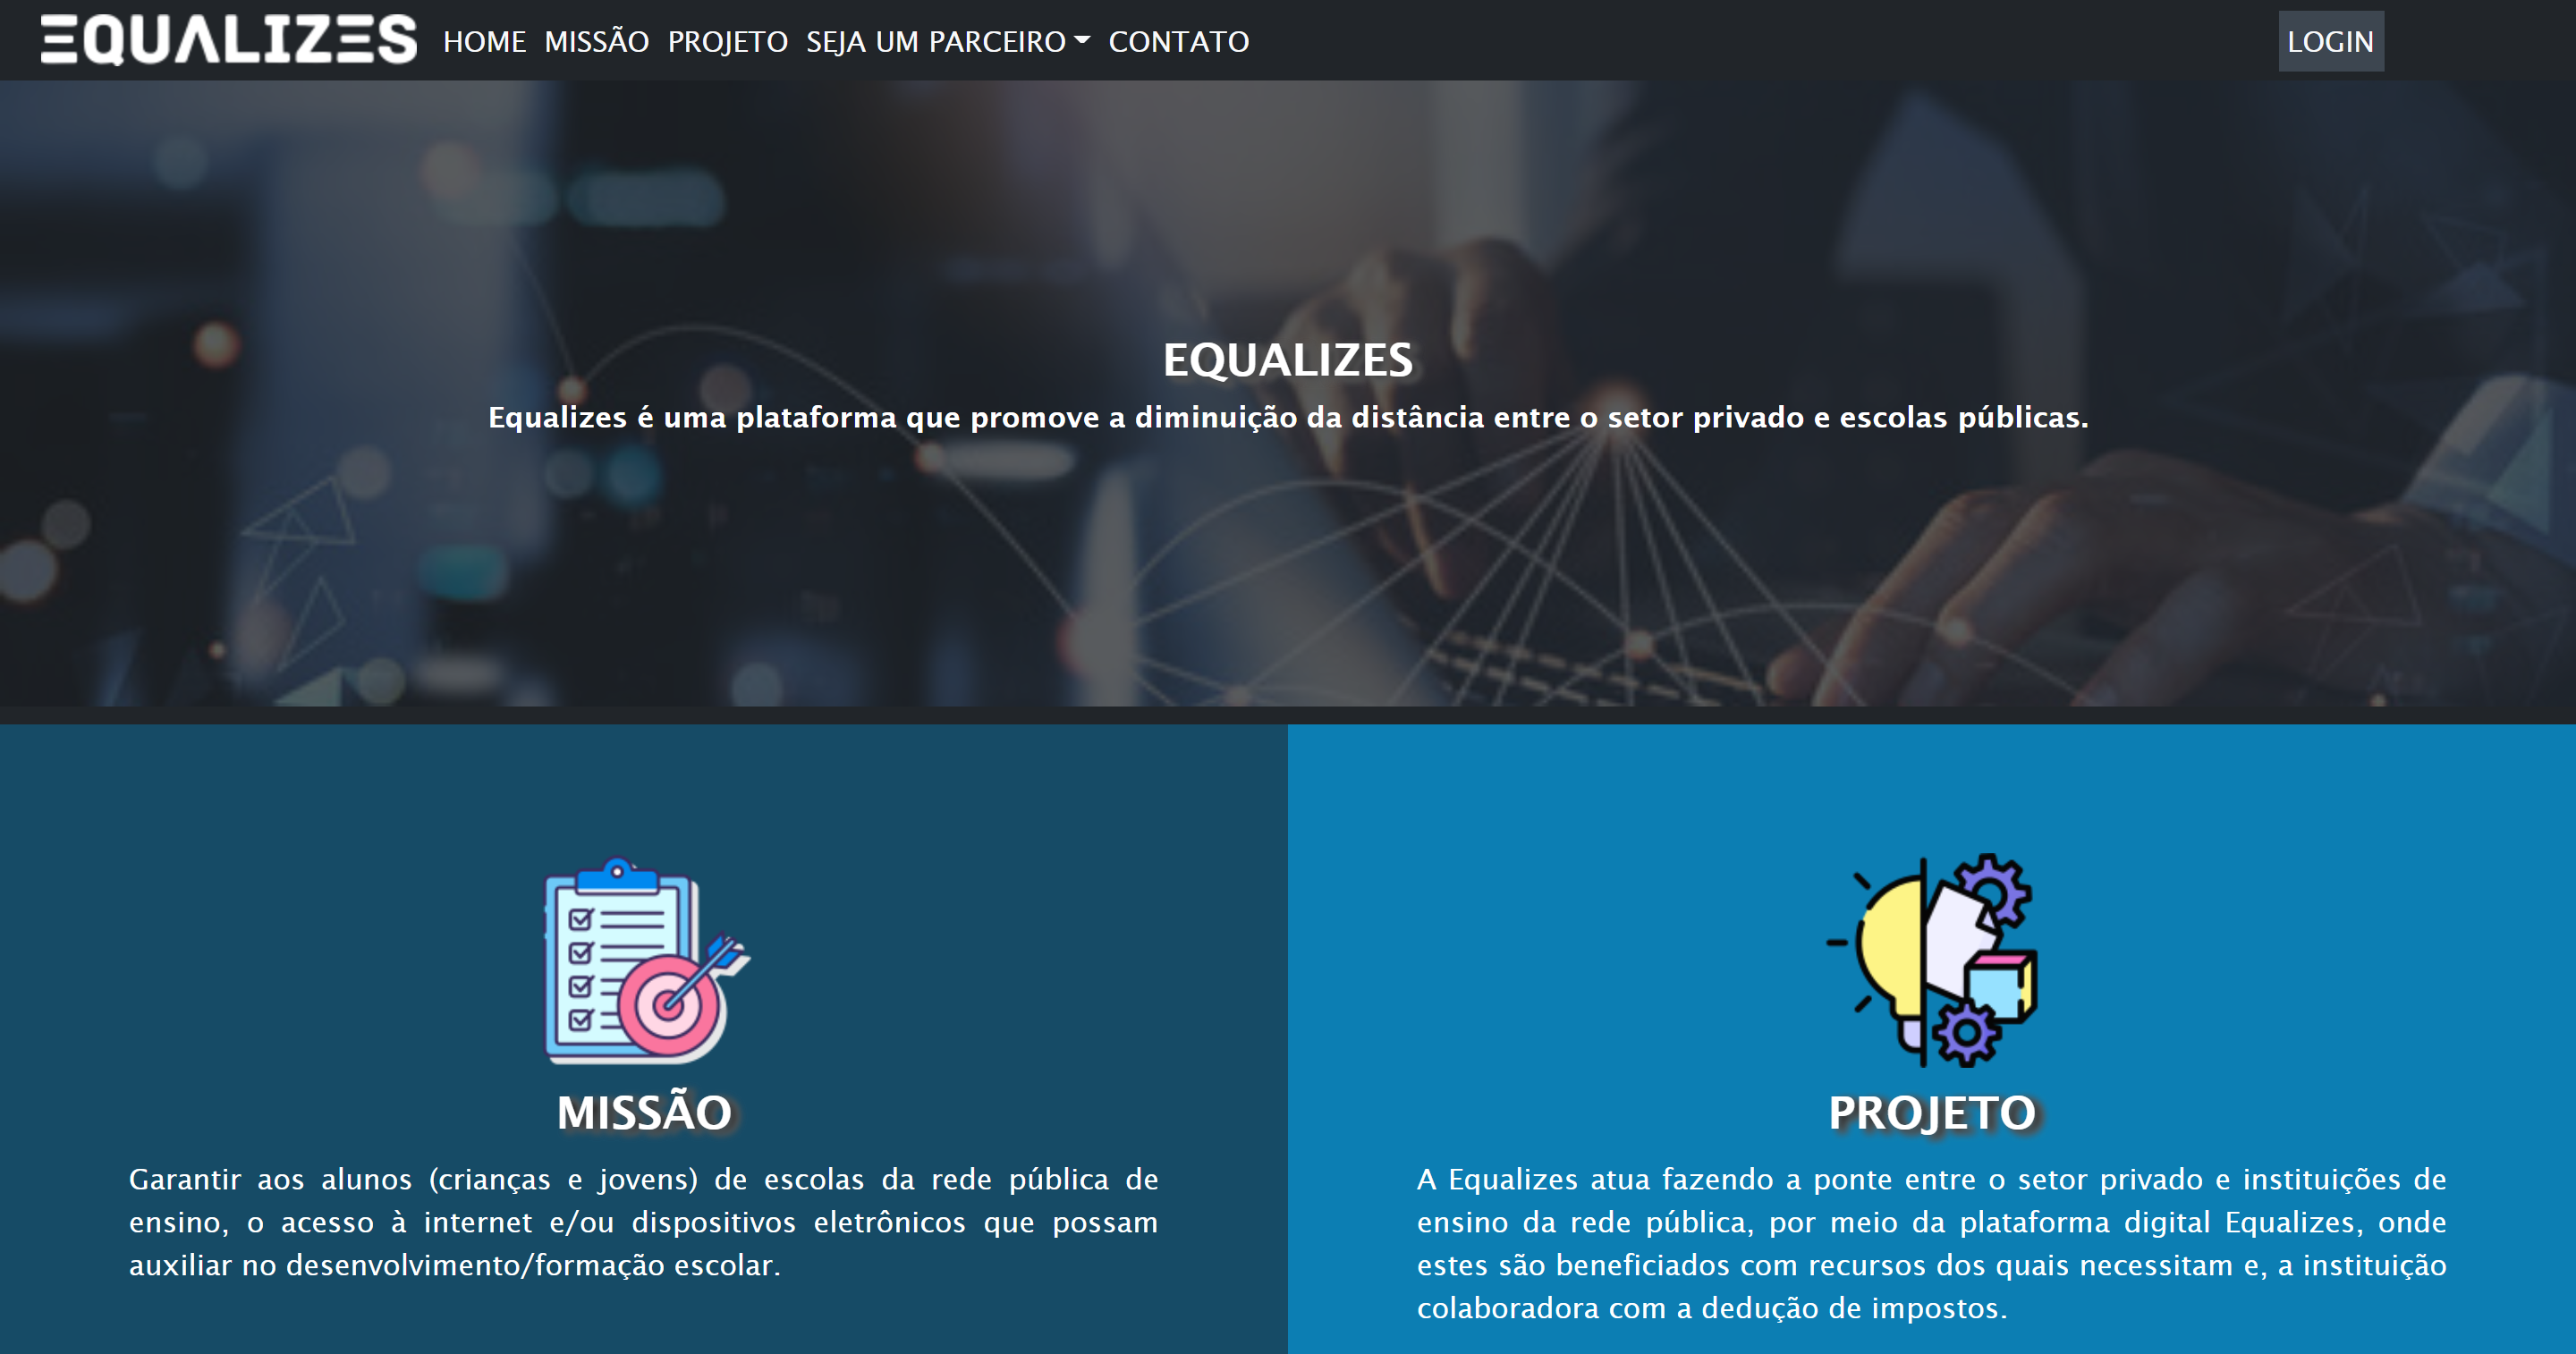 EQUALIZES HOME MISSÃO PROJETO SEJA UM PARCEIRO CONTATO LOGIN
EQUALIZES
Equalizes é uma plataforma que promove a diminuição da distância entre o setor privado e escolas públicas.
MISSÃO
Garantir aos alunos (crianças e jovens) de escolas da rede pública de
ensino, o acesso à internet e/ou dispositivos eletrônicos que possam
auxiliar no desenvolvimento/formação escolar.
PROJETO
A Equalizes atua fazendo a ponte entre o setor privado e instituições de
ensino da rede pública, por meio da plataforma digital Equalizes, onde
estes são beneficiados com recursos dos quais necessitam e, a instituição
colaboradora com a dedução de impostos.